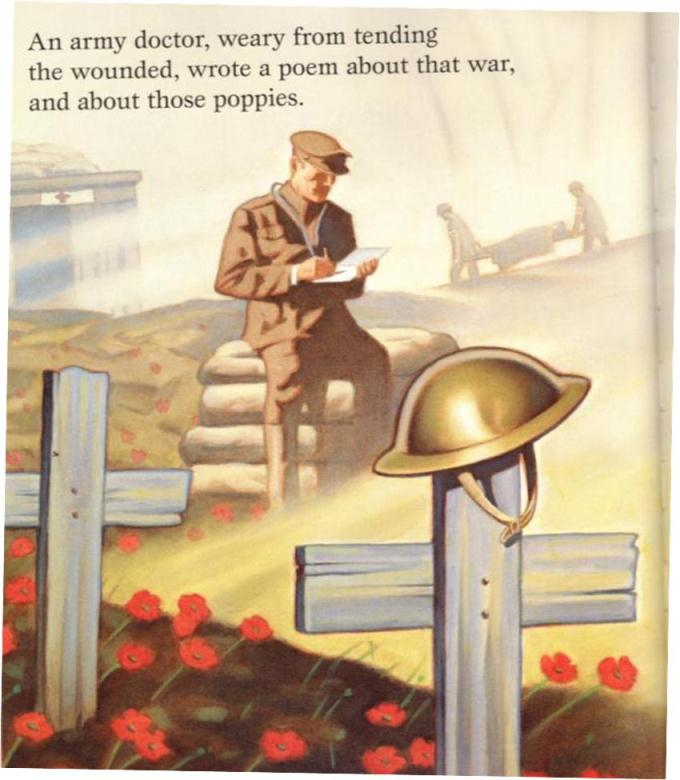 An army doctor, weary from tending
the wounded, wrote a poem about that war,
and about those poppies.